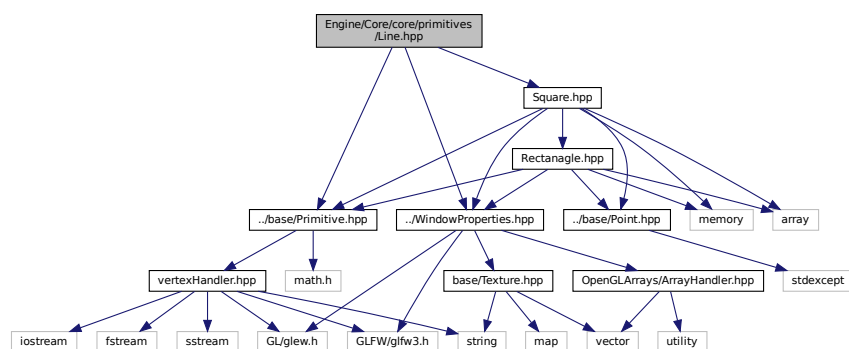 Engine/Core/core/primitives
/Line.hpp
Square.hpp
Rectanagle.hpp
../base/Primitive.hpp
../WindowProperties.hpp
../base/Point.hpp
memory
array
vertexHandler.hpp
math.h
base/Texture.hpp
OpenGLArrays/ArrayHandler.hpp
stdexcept
iostream
fstream
sstream
GL/glew.h
GLFW/glfw3.h
string
map
vector
utility